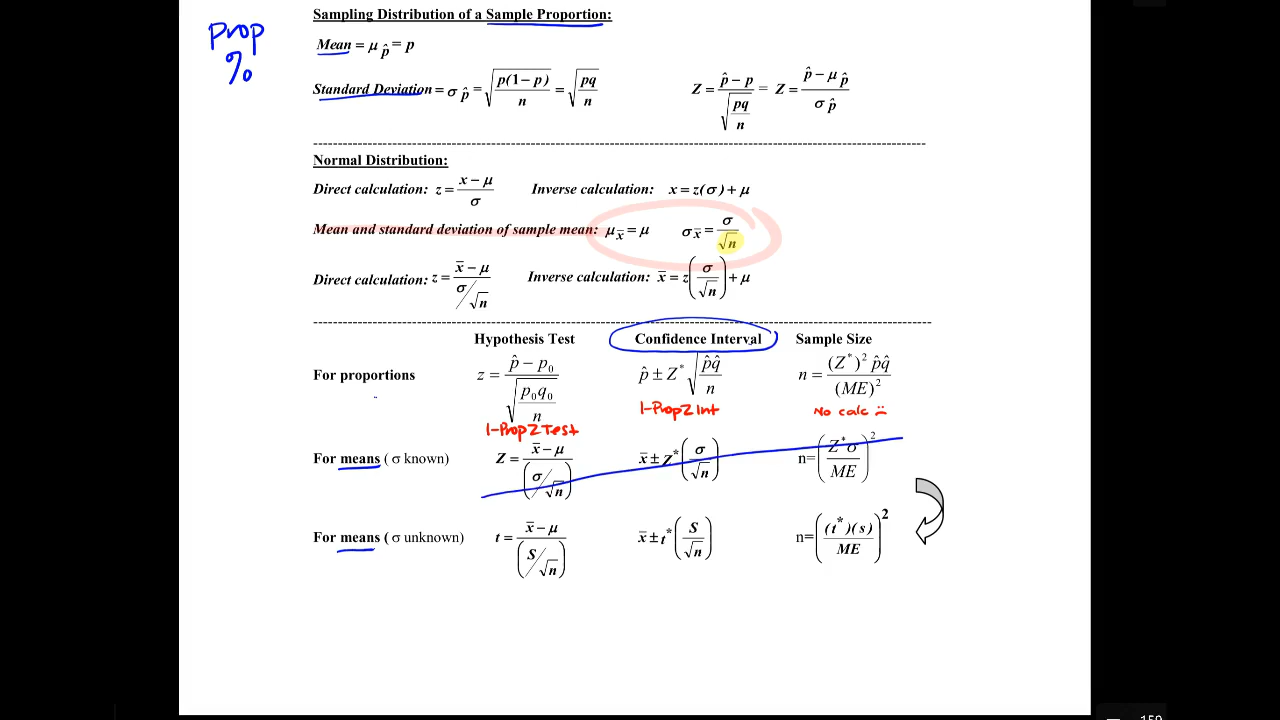 prop
%
Sampling Distribution of a Sample Proportion:
Mean = μ p̂ = p
Standard Deviation = σ p̂ = √(p(1−p)/n) = √(pq/n)    Z = (p̂ − p)/√(pq/n) = Z = (p̂ − μ p̂)/(σ p̂)
Normal Distribution:
Direct calculation: z = (x − μ)/σ    Inverse calculation: x = z(σ) + μ
Mean and standard deviation of sample mean: μx̄ = μ    σx̄ = σ/√n
Direct calculation: z = (x̄ − μ)/(σ/√n)    Inverse calculation: x̄ = z(σ/√n) + μ
Hypothesis Test    Confidence Interval    Sample Size
For proportions    z = (p̂ − p₀)/√(p₀q₀/n)    p̂ ± Z* √(p̂q̂/n)    n = (Z*)² p̂q̂/(ME)²
1-PropZTest    1-PropZInt    No calc :(
For means ( σ known)    Z = (x̄ − μ)/(σ/√n)    x̄ ± Z* (σ/√n)    n= (Z*σ/ME)²
For means ( σ unknown)    t = (x̄ − μ)/(S/√n)    x̄ ± t* (S/√n)    n= ((t*)(s)/ME)²